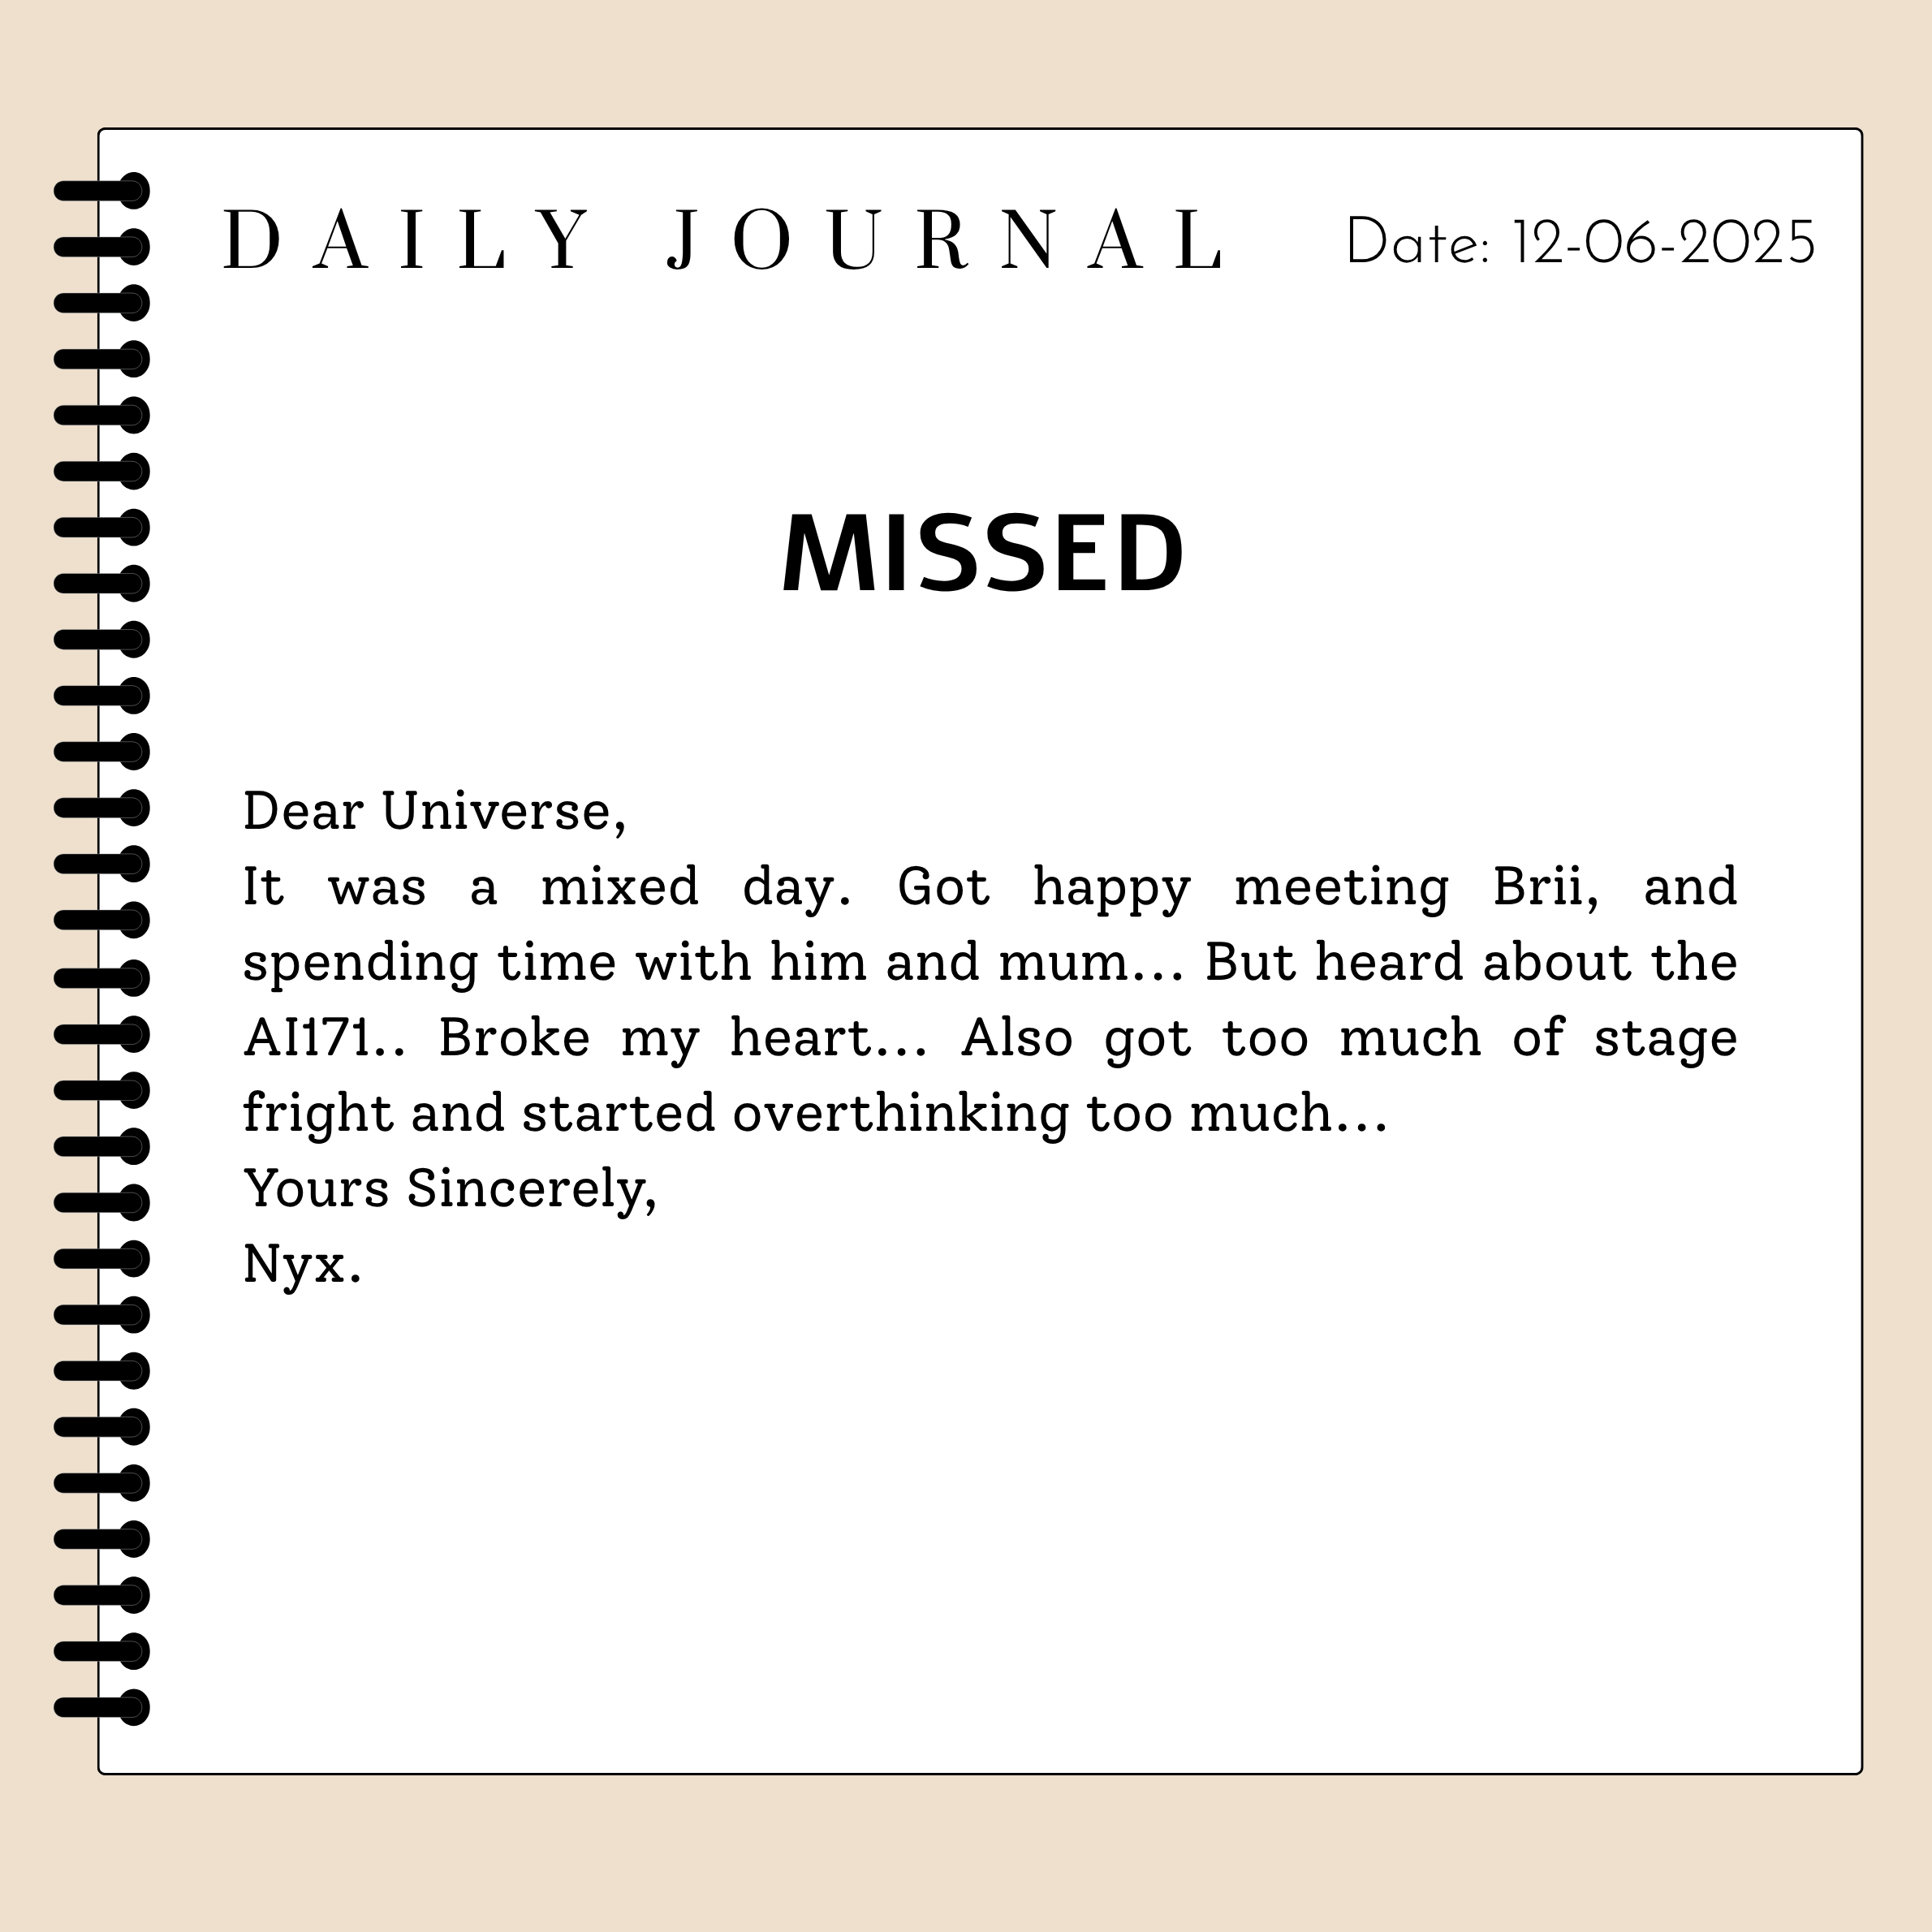 DAILY JOURNAL Date: 12-06-2025
MISSED
Dear Universe,
It was a mixed day. Got happy meeting Brii, and
spending time with him and mum... But heard about the
AI171.. Broke my heart... Also got too much of stage
fright and started overthinking too much...
Yours Sincerely,
Nyx.